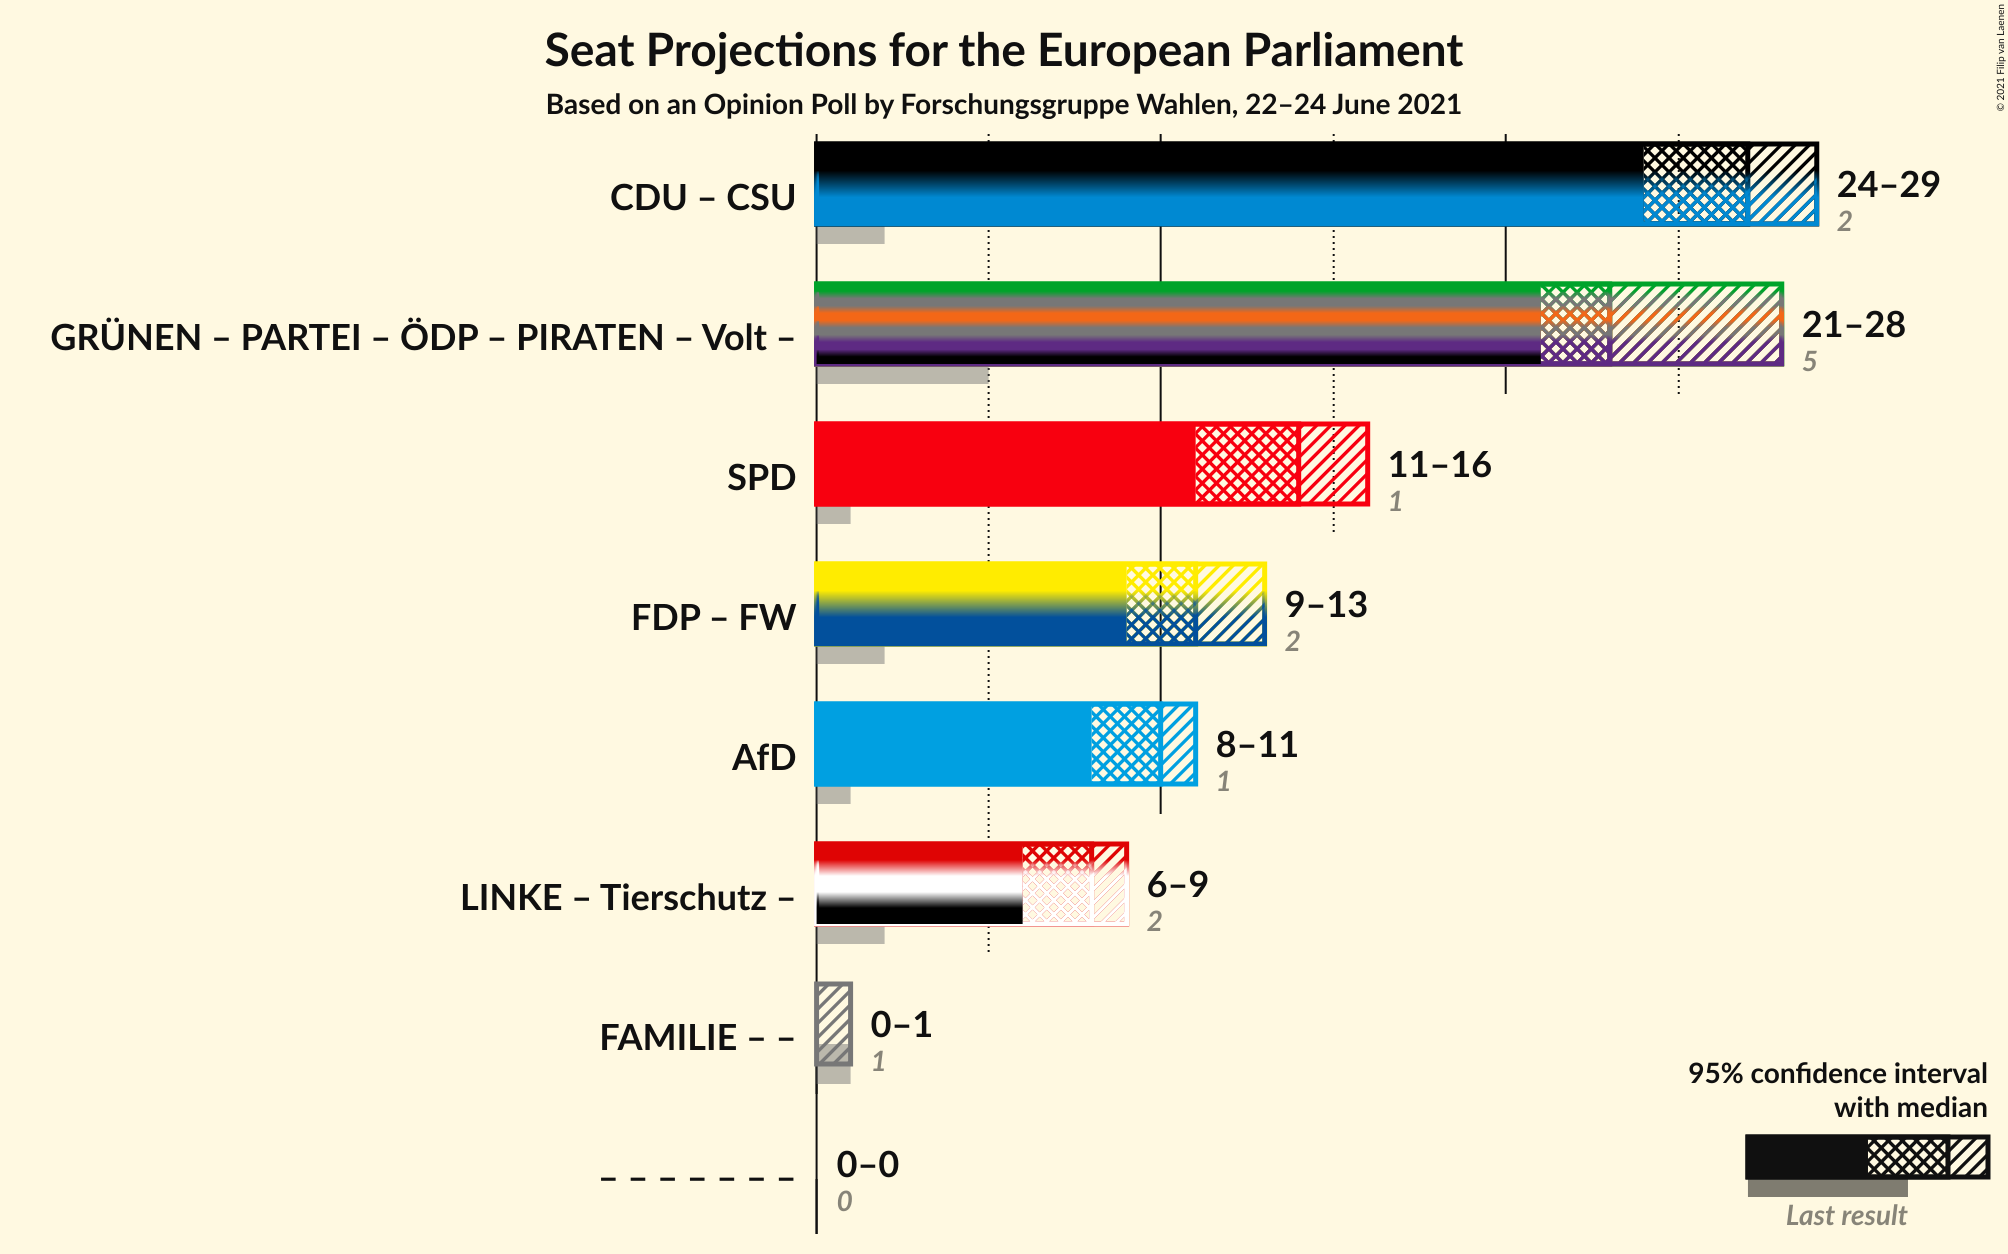 Seat Projections for the European Parliament
Based on an Opinion Poll by Forschungsgruppe Wahlen, 22–24 June 2021
© 2021 Filip van Laenen
CDU – CSU
24–29
2
GRÜNEN – PARTEI – ÖDP – PIRATEN – Volt –
21–28
5
SPD
11–16
1
FDP – FW
9–13
2
AfD
8–11
1
LINKE – Tierschutz –
6–9
2
FAMILIE – –
0–1
1
– – – – – – –
0–0
0
95% confidence interval
with median
Last result